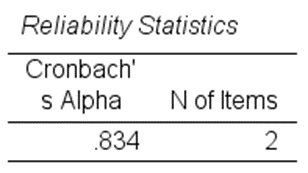 Reliability Statistics
Cronbach'
s Alpha N of Items
.834 2